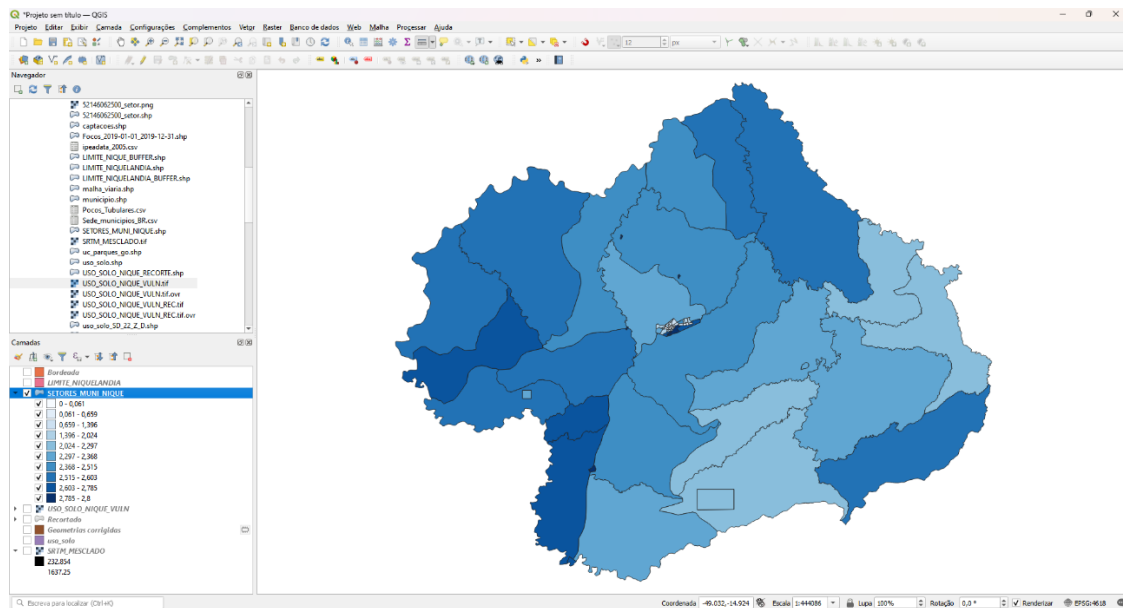 *Projeto sem título — QGIS
Projeto Editar Exibir Camada Configurações Complementos Vetor Raster Banco de dados Web Malha Processar Ajuda
12 px
Navegador
52146062500_setor.png
52146062500_setor.shp
captacoes.shp
Focos_2019-01-01_2019-12-31.shp
ipeadata_2005.csv
LIMITE_NIQUE_BUFFER.shp
LIMITE_NIQUELANDIA.shp
LIMITE_NIQUELANDIA_BUFFER.shp
malha_viaria.shp
municipio.shp
Pocos_Tubulares.csv
Sede_municipios_BR.csv
SETORES_MUNI_NIQUE.shp
SRTM_MESCLADO.tif
uc_parques_go.shp
uso_solo.shp
USO_SOLO_NIQUE_RECORTE.shp
USO_SOLO_NIQUE_VULN.tif
USO_SOLO_NIQUE_VULN.tif.ovr
USO_SOLO_NIQUE_VULN_REC.tif
USO_SOLO_NIQUE_VULN_REC.tif.ovr
uso_solo_SD_22_Z_D.shp
Camadas
Bordeada
LIMITE_NIQUELANDIA
SETORES_MUNI_NIQUE
0 - 0,061
0,061 - 0,659
0,659 - 1,396
1,396 - 2,024
2,024 - 2,297
2,297 - 2,368
2,368 - 2,515
2,515 - 2,603
2,603 - 2,785
2,785 - 2,8
USO_SOLO_NIQUE_VULN
Recortado
Geometrias corrigidas
uso_solo
SRTM_MESCLADO
232.854
1637.25
Escreva para localizar (Ctrl+K) Coordenada -49.032,-14.924 Escala 1:444086 Lupa 100% Rotação 0,0 ° Renderizar EPSG:4618